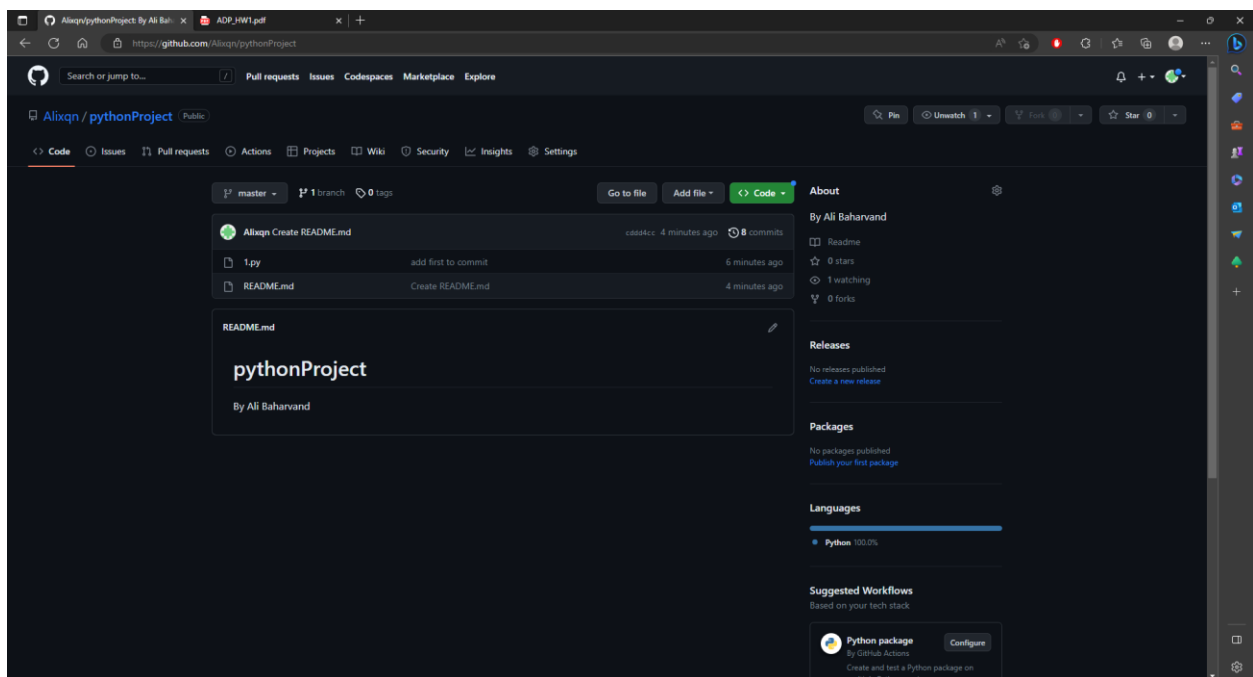 Alixqn/pythonProject: By Ali Bah
ADP_HW1.pdf
https://github.com/Alixqn/pythonProject
Search or jump to...
/
Pull requests Issues Codespaces Marketplace Explore
Alixqn / pythonProject Public
Pin
Unwatch 1
Fork 0
Star 0
Code Issues Pull requests Actions Projects Wiki Security Insights Settings
master 1 branch 0 tags
Go to file Add file Code
Alixqn Create README.md cddd4cc 4 minutes ago 8 commits
1.py add first to commit 6 minutes ago
README.md Create README.md 4 minutes ago
README.md
pythonProject
By Ali Baharvand
About
By Ali Baharvand
Readme
0 stars
1 watching
0 forks
Releases
No releases published
Create a new release
Packages
No packages published
Publish your first package
Languages
Python 100.0%
Suggested Workflows
Based on your tech stack
Python package Configure
By GitHub Actions
Create and test a Python package on